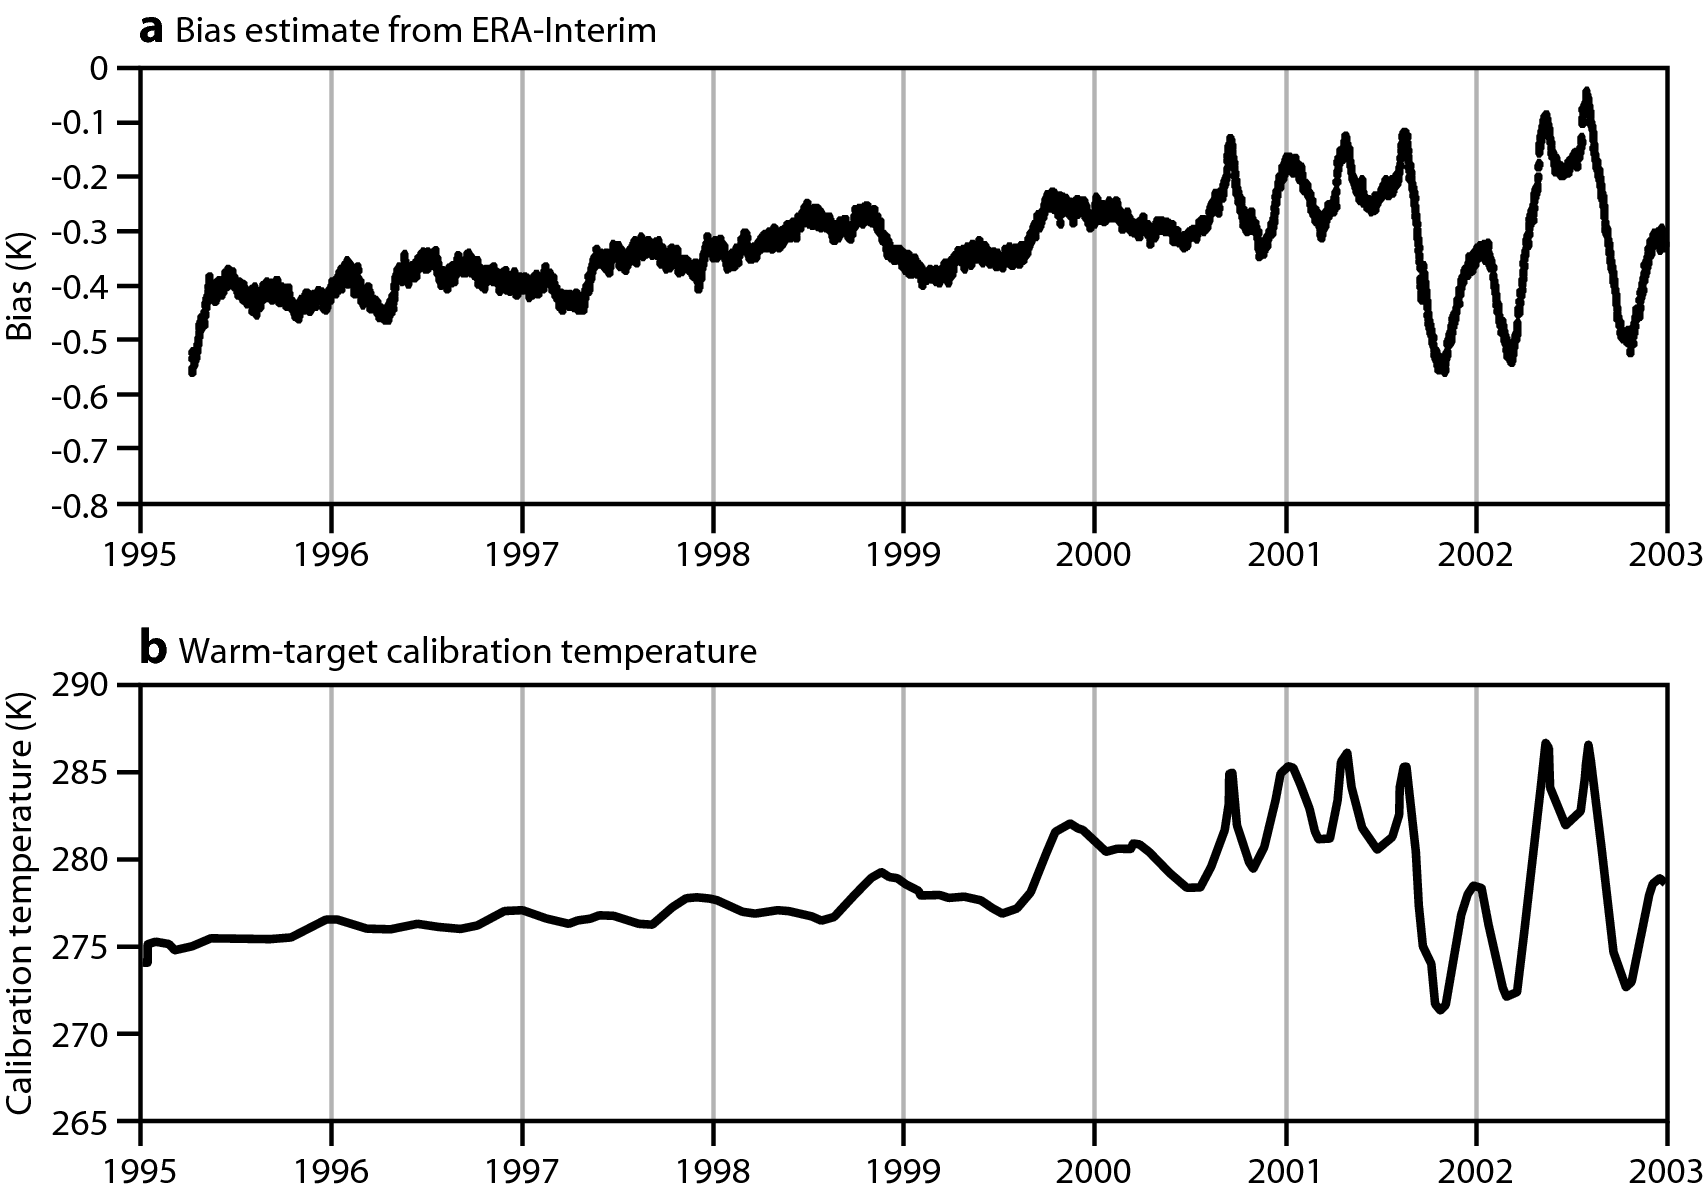 a Bias estimate from ERA-Interim
Bias (K)
0
-0.1
-0.2
-0.3
-0.4
-0.5
-0.6
-0.7
-0.8
1995 1996 1997 1998 1999 2000 2001 2002 2003
b Warm-target calibration temperature
Calibration temperature (K)
290
285
280
275
270
265
1995 1996 1997 1998 1999 2000 2001 2002 2003